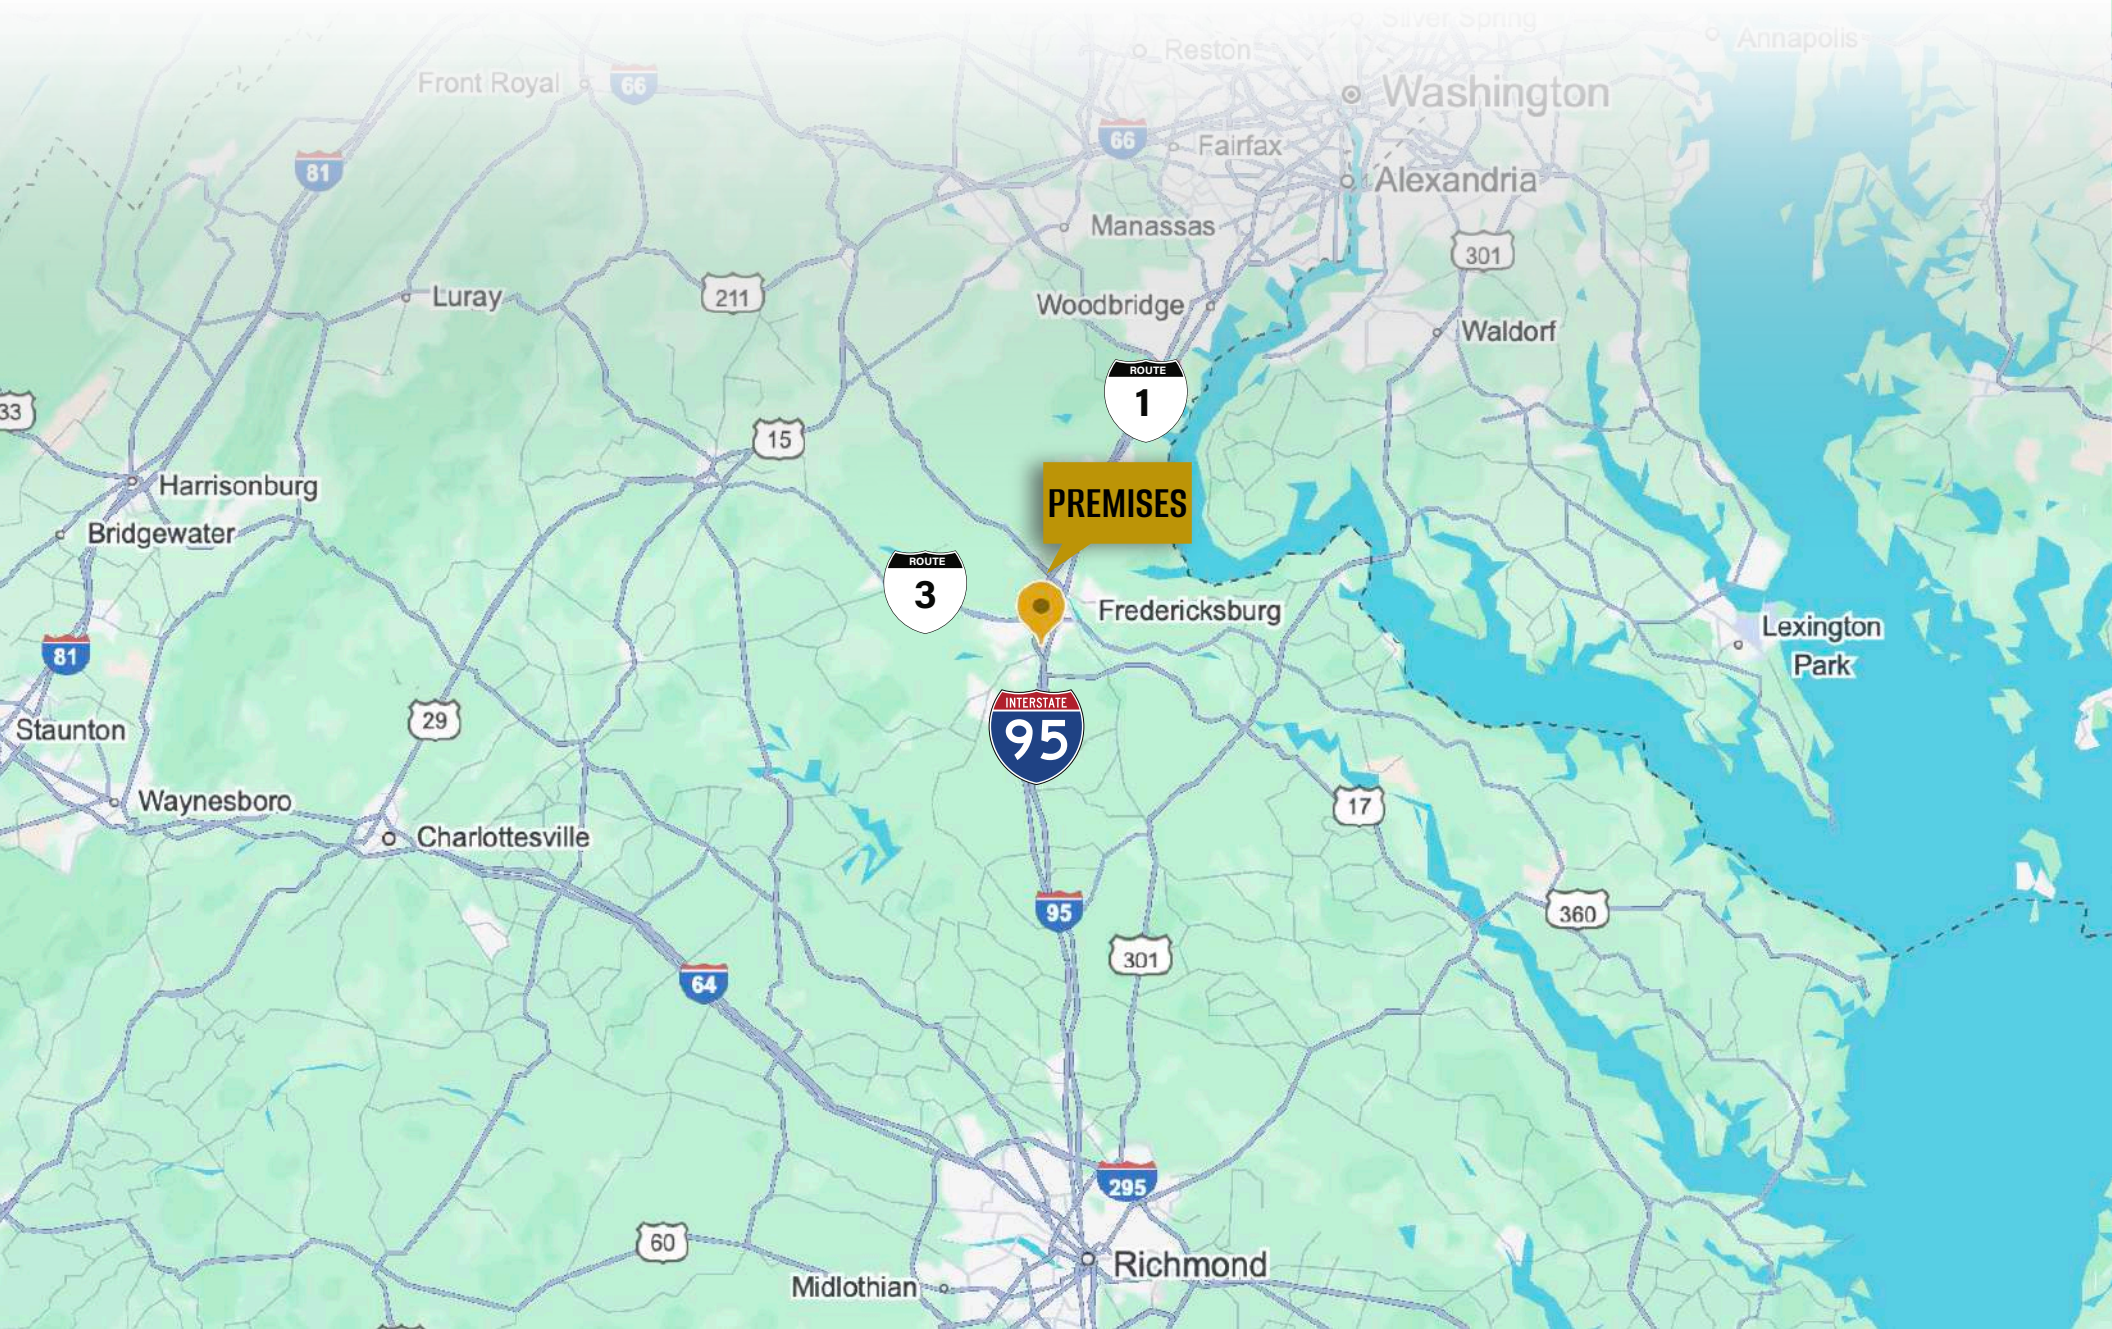 Silver Spring
Annapolis
Reston
Front Royal
66
Washington
66
Fairfax
81
Alexandria
Manassas
301
Luray
211
Woodbridge
Waldorf
ROUTE
1
33
15
Harrisonburg
PREMISES
Bridgewater
ROUTE
3
Fredericksburg
Lexington
Park
81
INTERSTATE
95
29
Staunton
17
Waynesboro
Charlottesville
95
360
301
64
295
60
Richmond
Midlothian